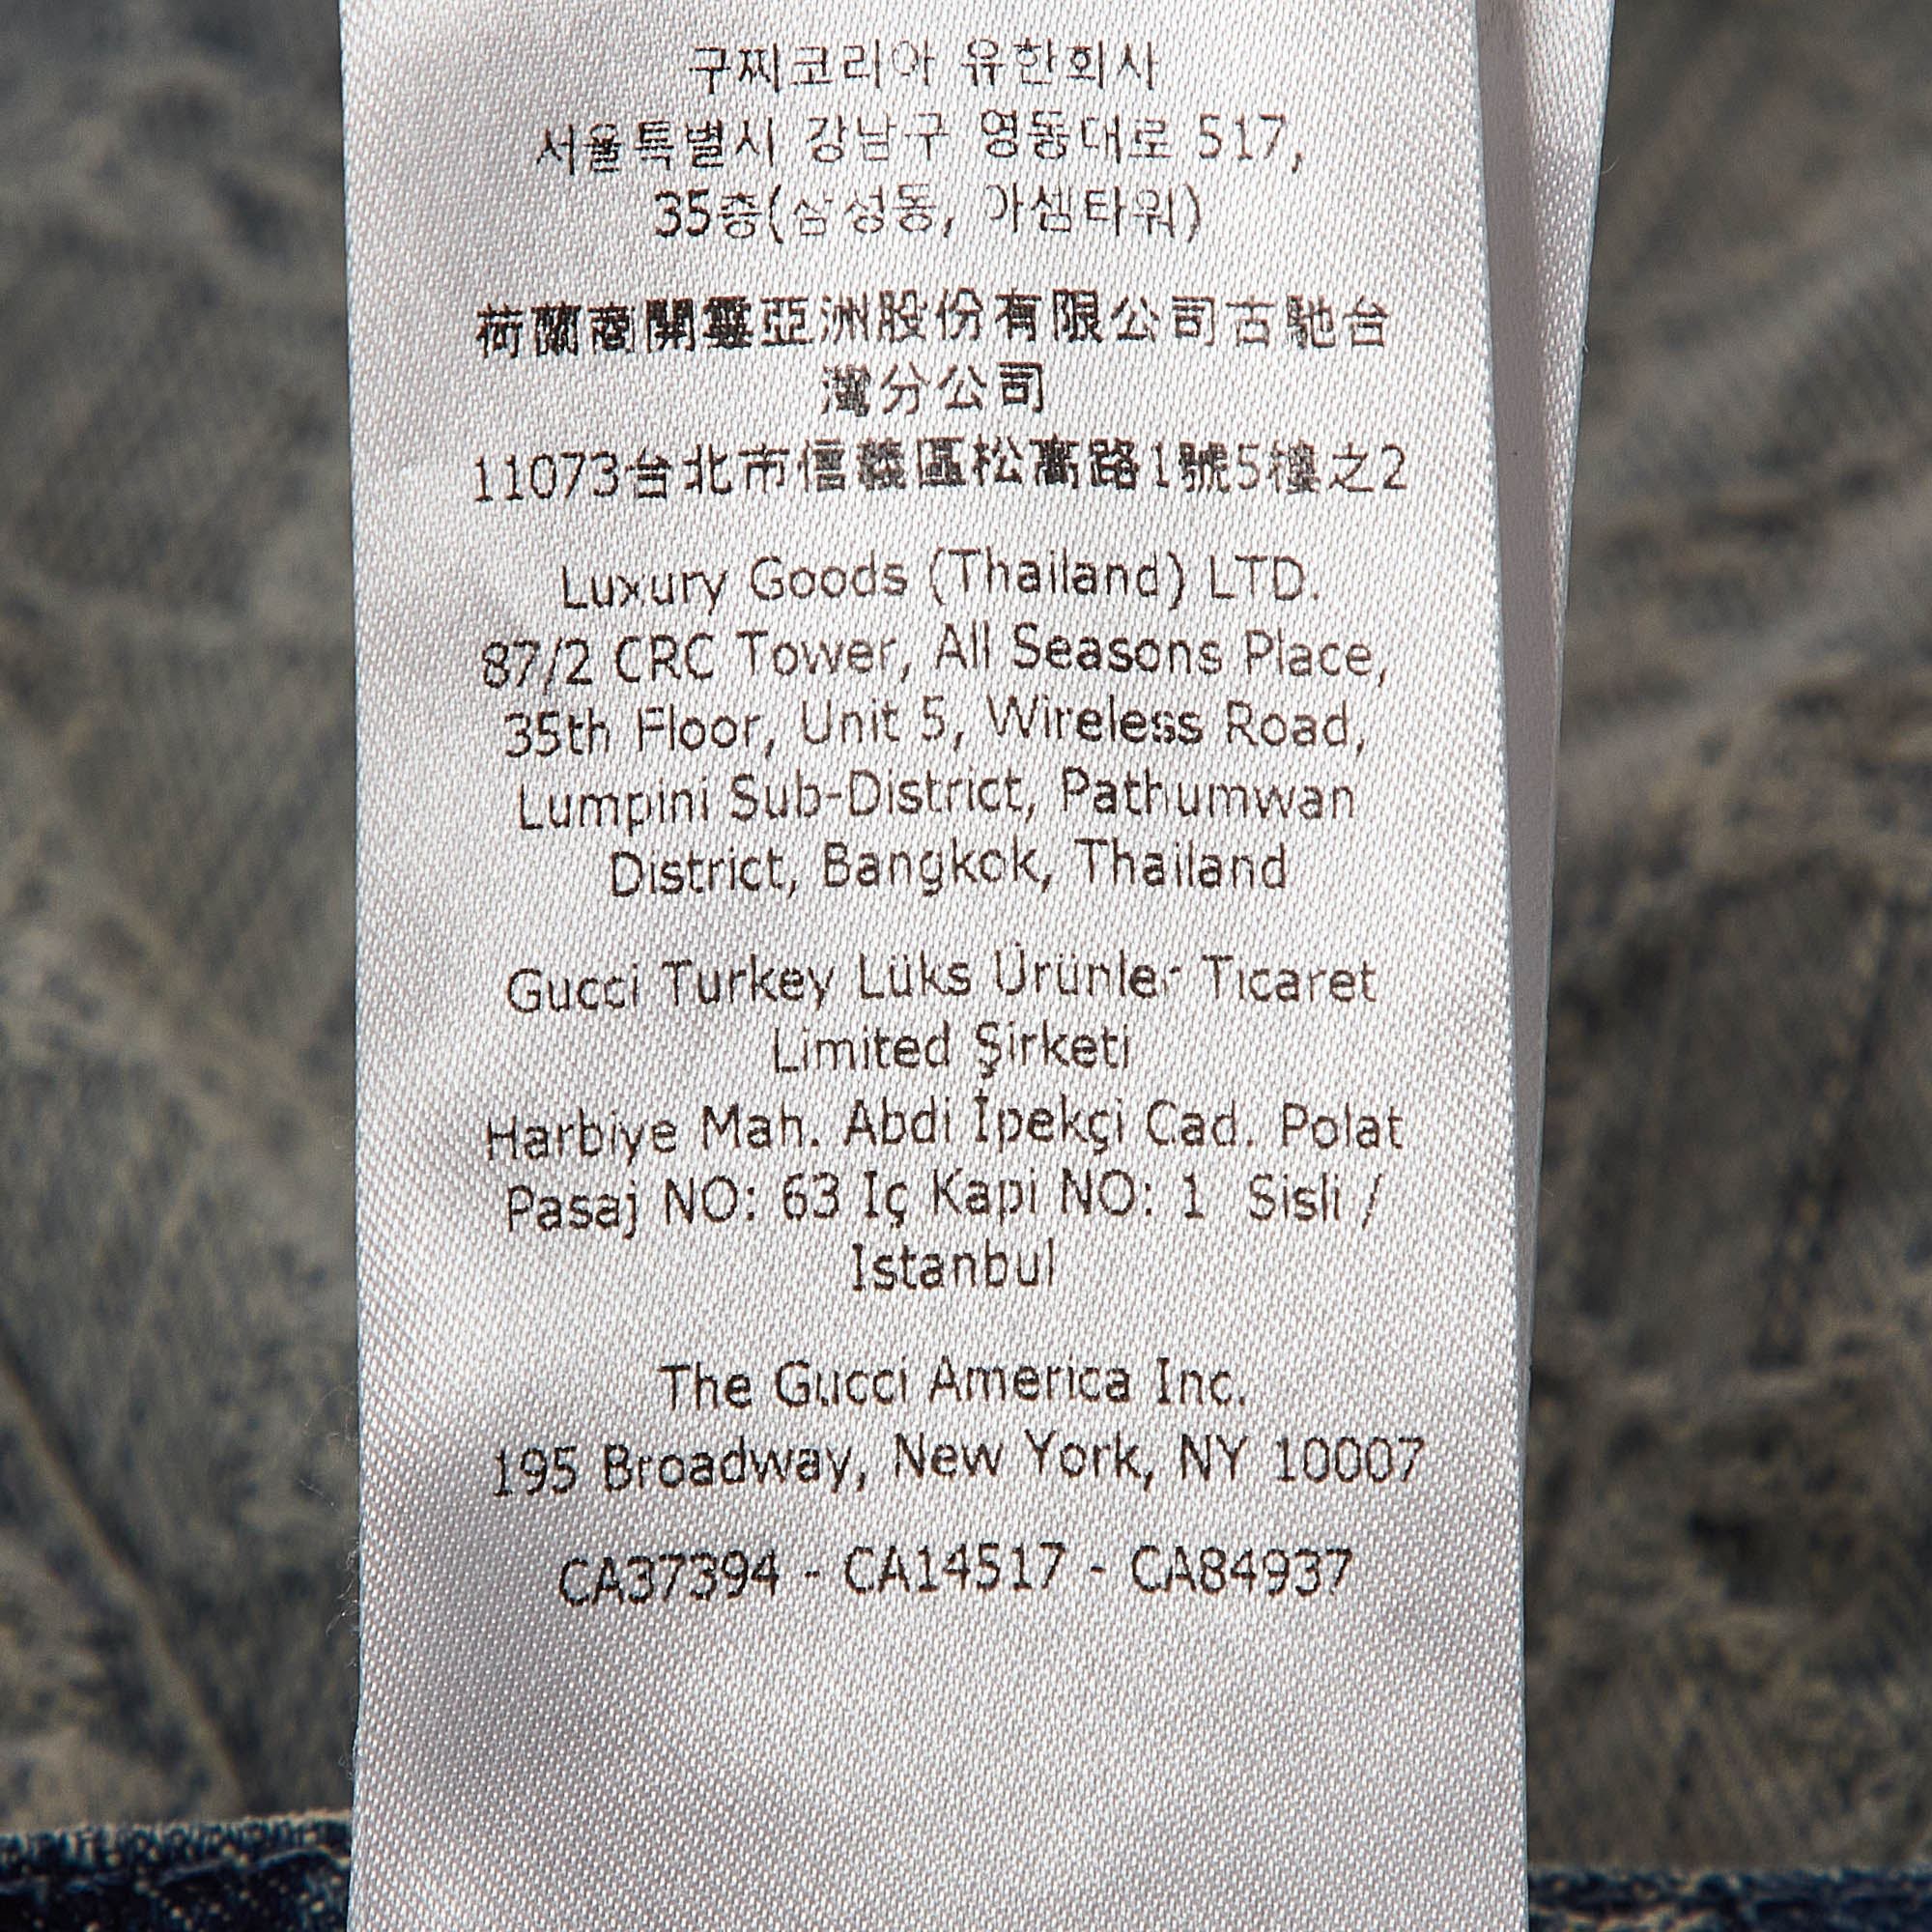 구찌코리아 유한회사
서울특별시 강남구 영동대로 517,
35층(삼성동, 아셈타워)
荷蘭商開雲亞洲股份有限公司古馳台
灣分公司
11073台北市信義區松高路1號5樓之2
Luxury Goods (Thailand) LTD.
87/2 CRC Tower, All Seasons Place,
35th Floor, Unit 5, Wireless Road,
Lumpini Sub-District, Pathumwan
District, Bangkok, Thailand
Gucci Turkey Lüks Ürünler Ticaret
Limited Şirketi
Harbiye Mah. Abdi İpekçi Cad. Polat
Pasaj NO: 63 Iç Kapi NO: 1 Sisli /
Istanbul
The Gucci America Inc.
195 Broadway, New York, NY 10007
CA37394 - CA14517 - CA84937